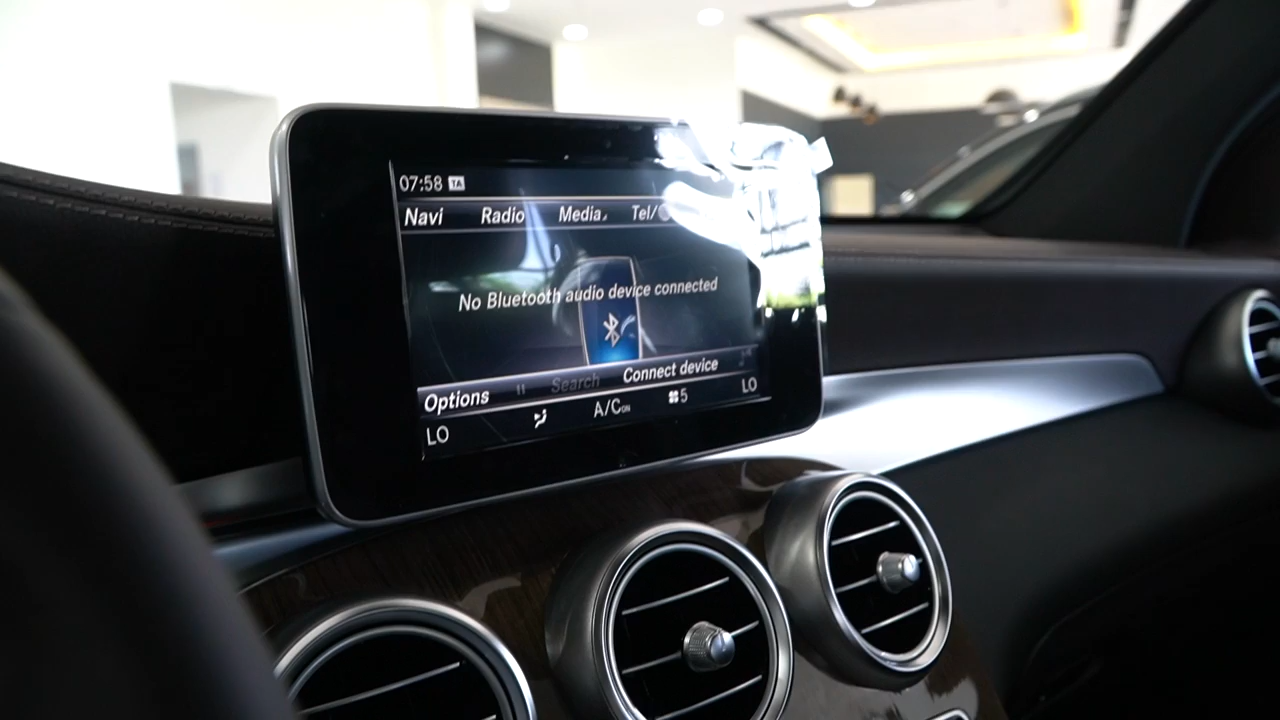 07:58 TA
Navi Radio Media Tel/
No Bluetooth audio device connected
Options Search Connect device
LO A/C ON 5 LO